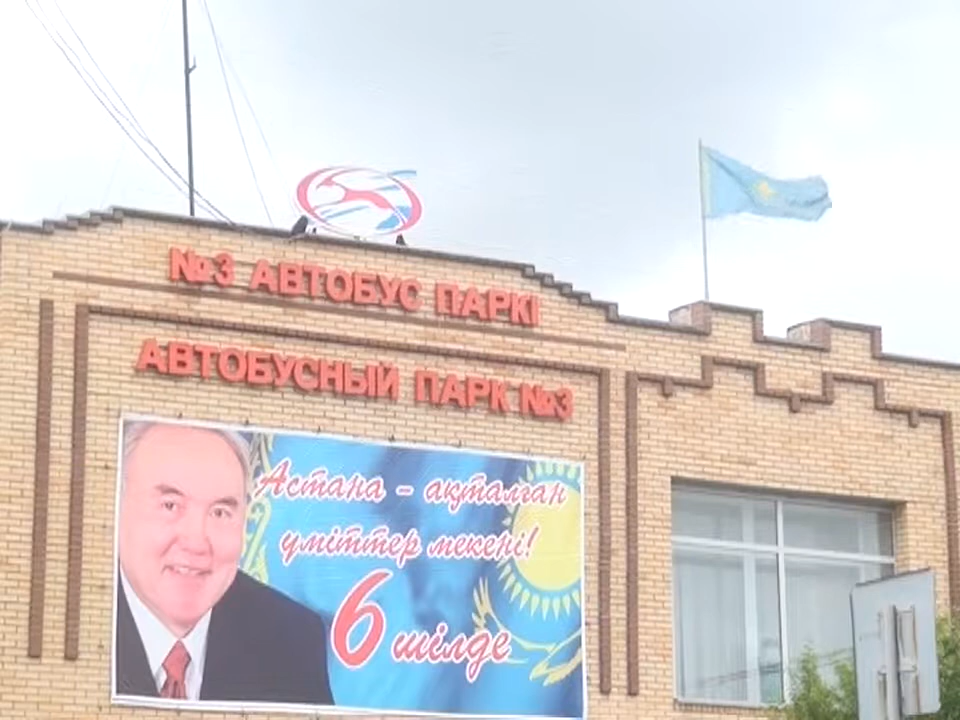 №3 АВТОБУС ПАРКІ
АВТОБУСНЫЙ ПАРК №3
Астана - ақталған
үміттер мекені!
6 шілде